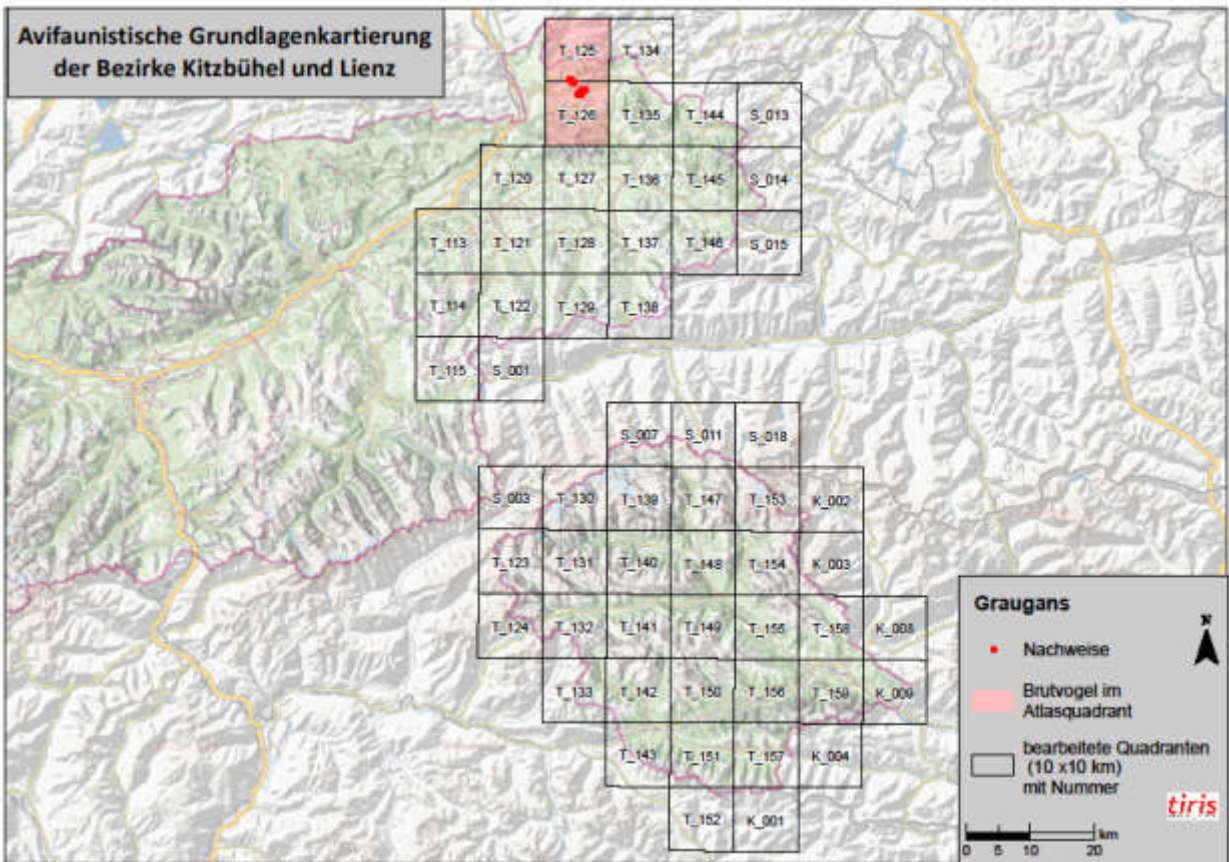 Avifaunistische Grundlagenkartierung
der Bezirke Kitzbühel und Lienz
T_125 T_134
T_126 T_135 T_144 S_013
T_120 T_127 T_136 T_145 S_014
T_113 T_121 T_128 T_137 T_146 S_015
T_114 T_122 T_129 T_138
T_115 S_001
S_007 S_011 S_018
S_003 T_130 T_139 T_147 T_153 K_002
T_123 T_131 T_140 T_148 T_154 K_003
T_124 T_132 T_141 T_149 T_155 T_158 K_008
T_133 T_142 T_150 T_156 T_159 K_009
T_143 T_151 T_157 K_004
T_152 K_001
Graugans
N
Nachweise
Brutvogel im
Atlasquadrant
bearbeitete Quadranten
(10 x10 km)
mit Nummer
tiris
km
0 5 10 20